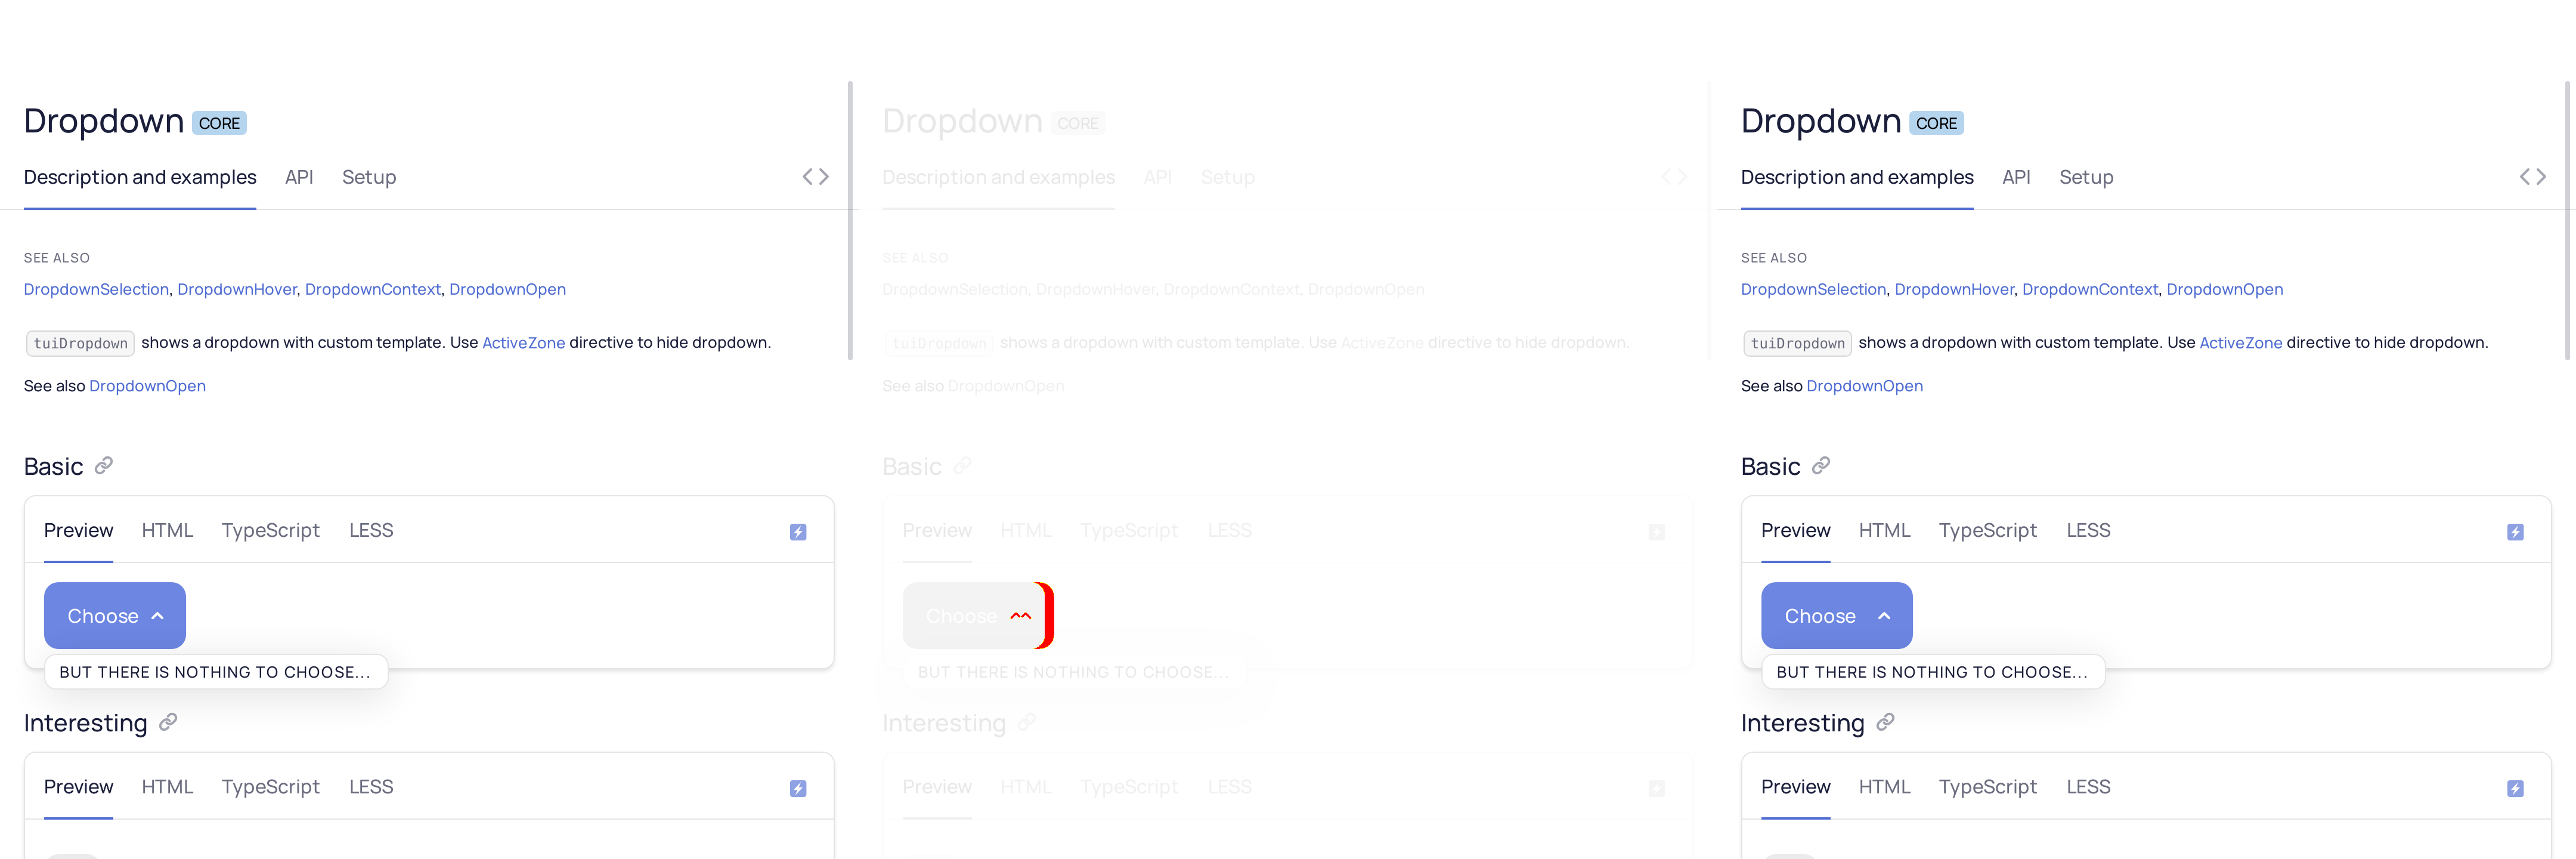 Dropdown CORE
Description and examples API Setup
SEE ALSO
DropdownSelection, DropdownHover, DropdownContext, DropdownOpen
tuiDropdown shows a dropdown with custom template. Use ActiveZone directive to hide dropdown.
See also DropdownOpen
Basic
Preview HTML TypeScript LESS
Choose
BUT THERE IS NOTHING TO CHOOSE...
Interesting
Preview HTML TypeScript LESS
Dropdown CORE
Description and examples API Setup
SEE ALSO
DropdownSelection, DropdownHover, DropdownContext, DropdownOpen
tuiDropdown shows a dropdown with custom template. Use ActiveZone directive to hide dropdown.
See also DropdownOpen
Basic
Preview HTML TypeScript LESS
Choose
BUT THERE IS NOTHING TO CHOOSE...
Interesting
Preview HTML TypeScript LESS
Dropdown CORE
Description and examples API Setup
SEE ALSO
DropdownSelection, DropdownHover, DropdownContext, DropdownOpen
tuiDropdown shows a dropdown with custom template. Use ActiveZone directive to hide dropdown.
See also DropdownOpen
Basic
Preview HTML TypeScript LESS
Choose
BUT THERE IS NOTHING TO CHOOSE...
Interesting
Preview HTML TypeScript LESS